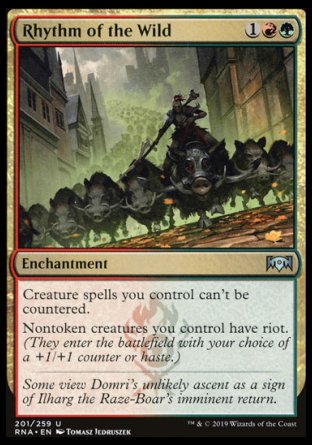 Rhythm of the Wild 1
Enchantment
Creature spells you control can't be
countered.
Nontoken creatures you control have riot.
(They enter the battlefield with your choice
of a +1/+1 counter or haste.)
Some view Domri's unlikely ascent as a sign
of Ilharg the Raze-Boar's imminent return.
201/259 U
RNA • EN Tomasz Jedruszek
™ & © 2019 Wizards of the Coast